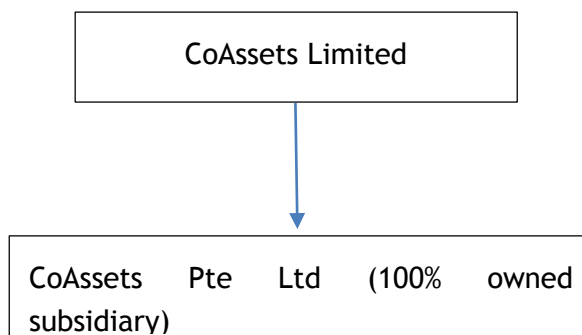 CoAssets Limited
CoAssets Pte Ltd (100% owned
subsidiary)